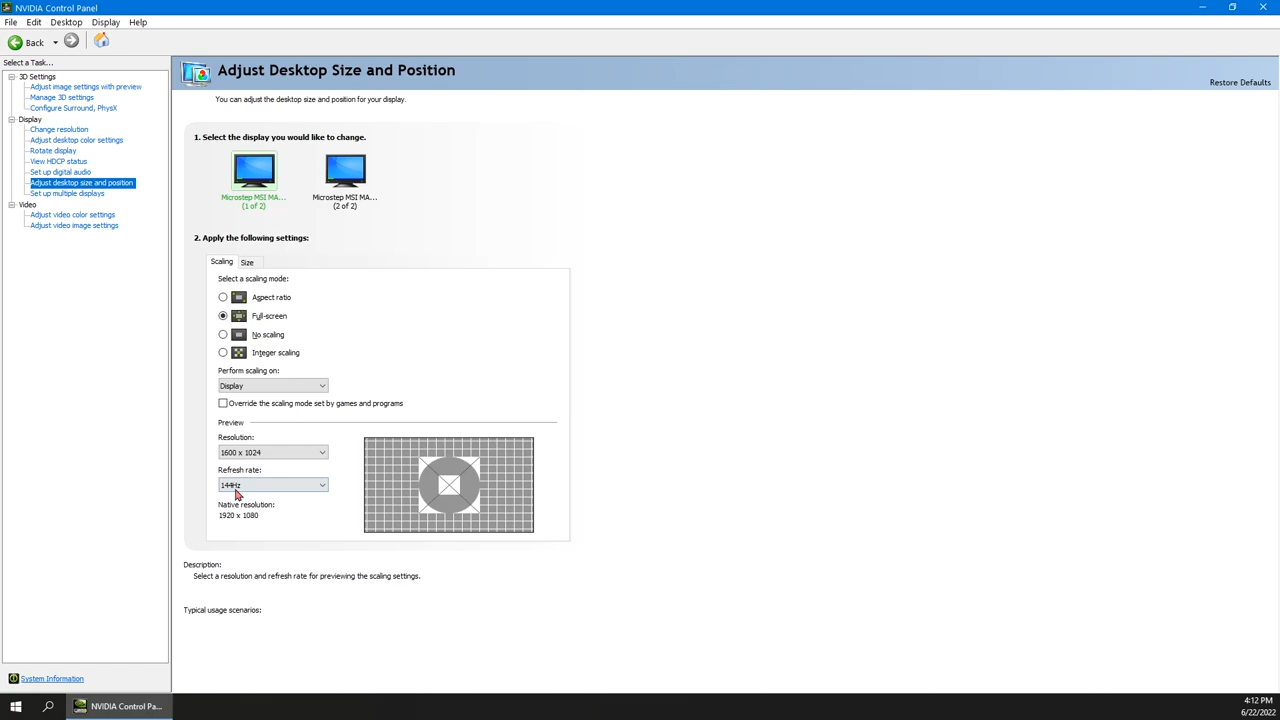 NVIDIA Control Panel
File Edit Desktop Display Help
Back
Select a Task...
3D Settings
Adjust image settings with preview
Manage 3D settings
Configure Surround, PhysX
Display
Change resolution
Adjust desktop color settings
Rotate display
View HDCP status
Set up digital audio
Adjust desktop size and position
Set up multiple displays
Video
Adjust video color settings
Adjust video image settings
System Information
Adjust Desktop Size and Position
Restore Defaults
You can adjust the desktop size and position for your display.
1. Select the display you would like to change.
Microstep MSI MA... Microstep MSI MA...
(1 of 2) (2 of 2)
2. Apply the following settings:
Scaling Size
Select a scaling mode:
Aspect ratio
Full-screen
No scaling
Integer scaling
Perform scaling on:
Display
Override the scaling mode set by games and programs
Preview
Resolution:
1600 x 1024
Refresh rate:
144Hz
Native resolution:
1920 x 1080
Description:
Select a resolution and refresh rate for previewing the scaling settings.
Typical usage scenarios:
NVIDIA Control Pa...
4:12 PM
6/22/2022